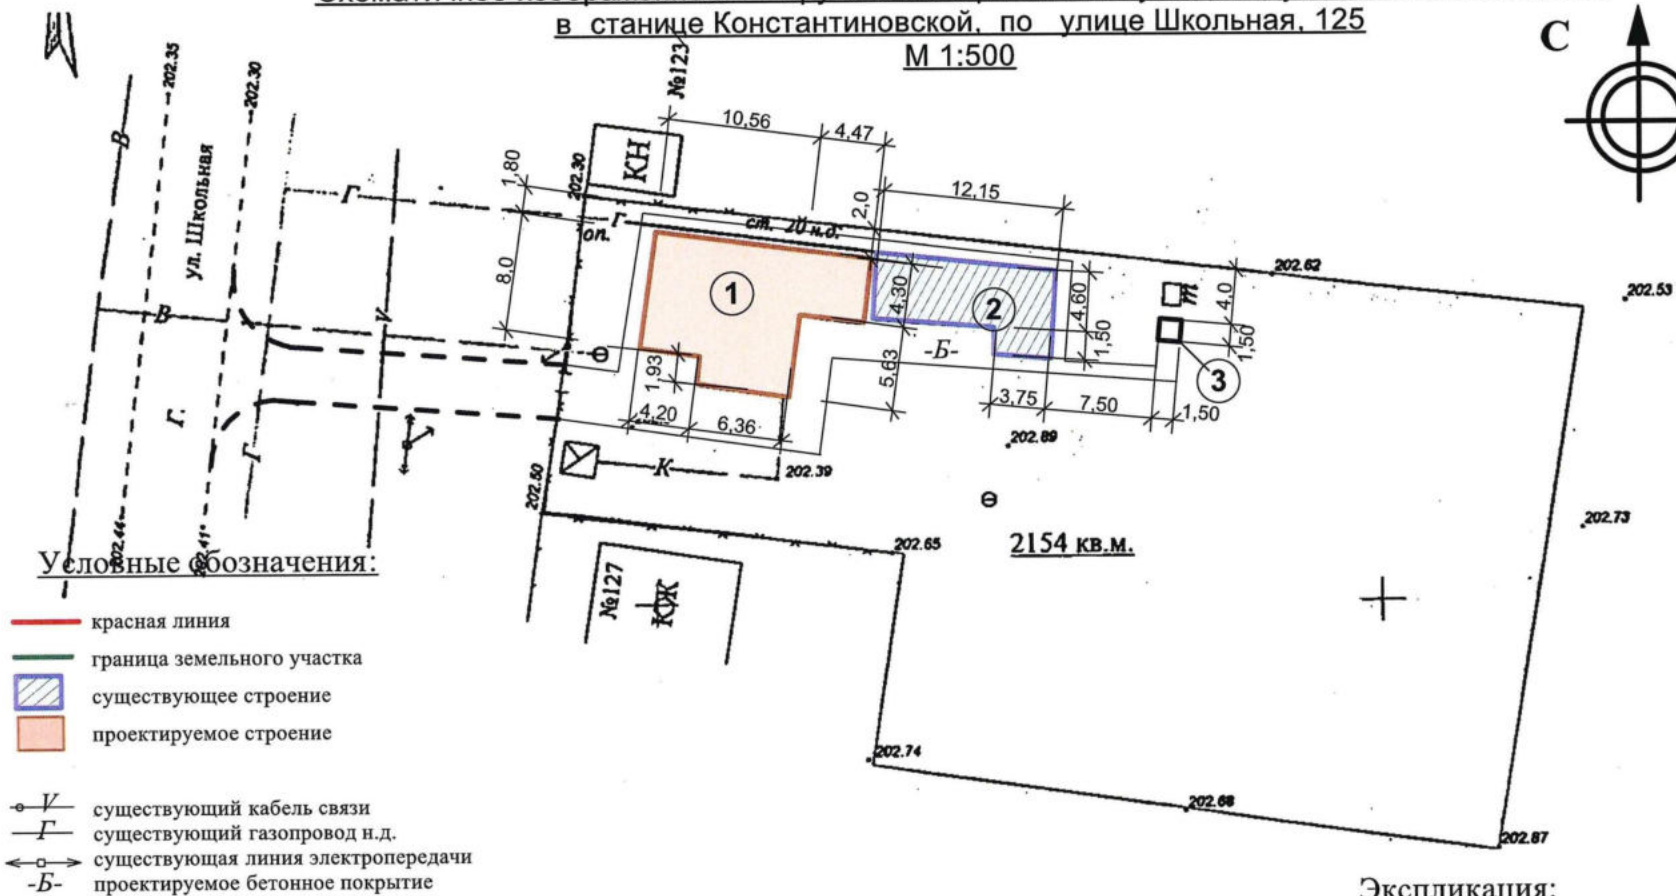 в станице Константиновской, по улице Школьная, 125
М 1:500
С
202.35
202.30
№123
10,56
4,47
КН
В
ул. Школьная
1,80
202.30
12,15
2,0
Г
Г
оп.
ст. 20 н.д.
8,0
1
2
4,30
4,60
m
4,0
202.62
202.53
В
V
-Б-
1,50
1,50
3
1,93
5,63
4,20
6,36
3,75
7,50
1,50
Г.
Г
202.89
К
202.39
202.50
202.73
202.44
202.41
202.65
2154 кв.м.
Условные обозначения:
№127
КЖ
красная линия
граница земельного участка
существующее строение
проектируемое строение
202.74
202.68
202.87
V существующий кабель связи
Г существующий газопровод н.д.
существующая линия электропередачи
-Б- проектируемое бетонное покрытие
Экспликация: